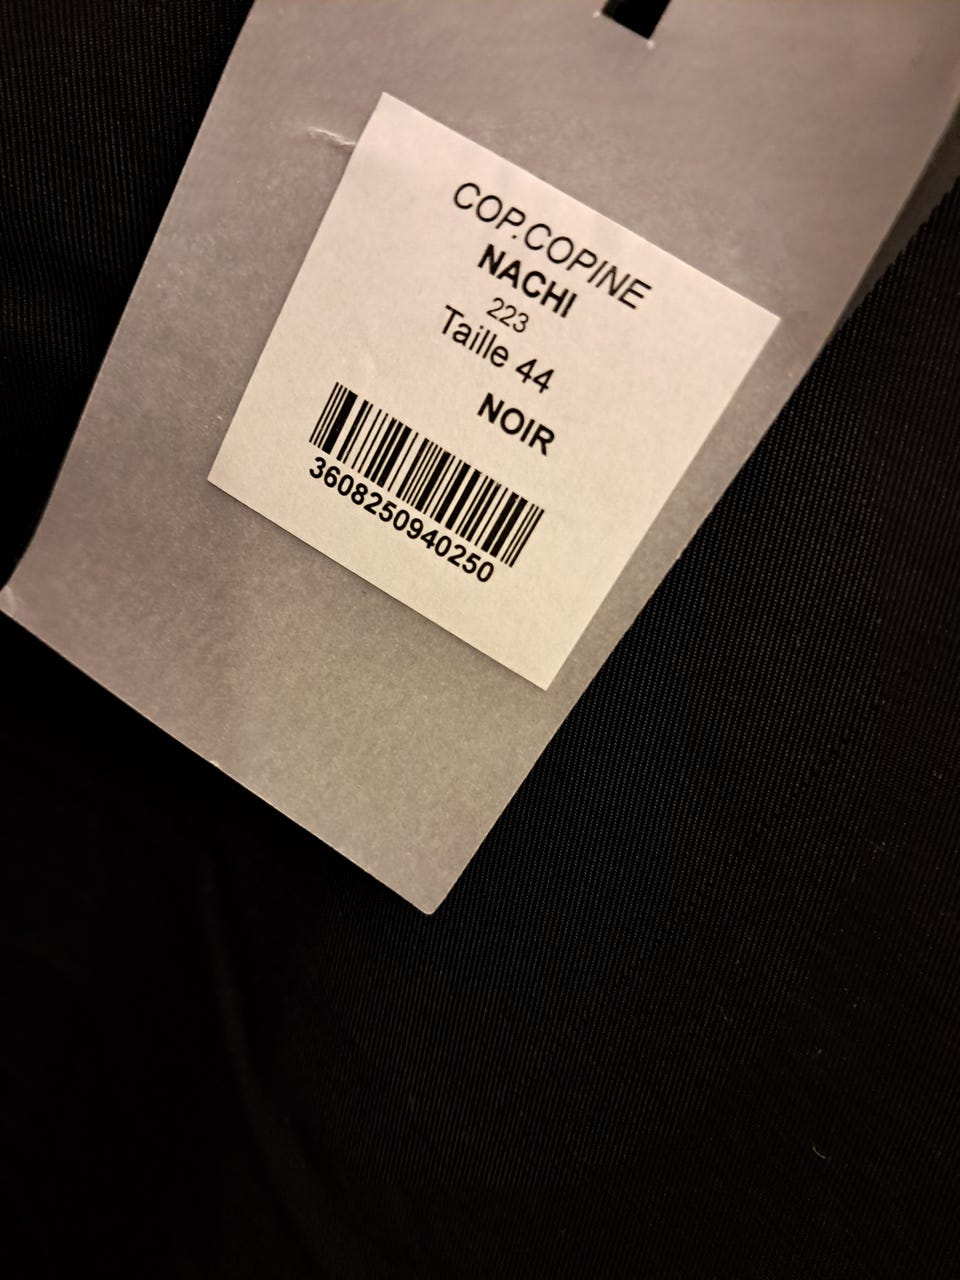 COP.COPINE
NACHI
223
Taille 44
NOIR
3608250940250